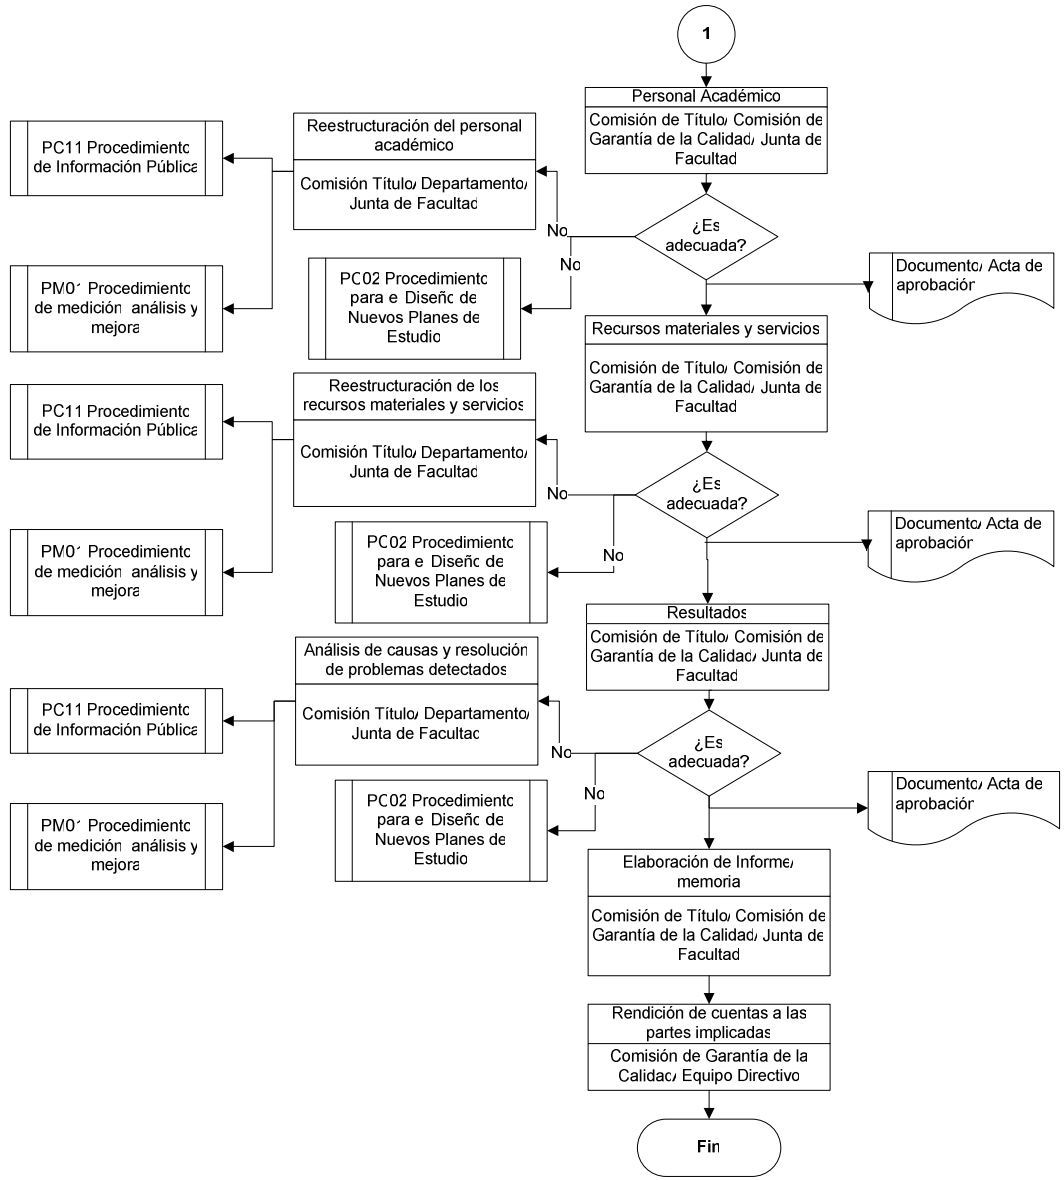 1
Personal Académico
Comisión de Título/ Comisión de
Garantía de la Calidad/ Junta de
Facultad
¿Es
adecuada?
No
No
Reestructuración del personal
académico
Comisión Título/ Departamento/
Junta de Facultad
PC11 Procedimiento
de Información Pública
PM01 Procedimiento
de medición análisis y
mejora
PC02 Procedimiento
para el Diseño de
Nuevos Planes de
Estudio
Documento/ Acta de
aprobación
Recursos materiales y servicios
Comisión de Título/ Comisión de
Garantía de la Calidad/ Junta de
Facultad
¿Es
adecuada?
No
No
Reestructuración de los
recursos materiales y servicios
Comisión Título/ Departamento/
Junta de Facultad
PC11 Procedimiento
de Información Pública
PM01 Procedimiento
de medición análisis y
mejora
PC02 Procedimiento
para el Diseño de
Nuevos Planes de
Estudio
Documento/ Acta de
aprobación
Resultados
Comisión de Título/ Comisión de
Garantía de la Calidad/ Junta de
Facultad
¿Es
adecuada?
No
No
Análisis de causas y resolución
de problemas detectados
Comisión Título/ Departamento/
Junta de Facultad
PC11 Procedimiento
de Información Pública
PM01 Procedimiento
de medición análisis y
mejora
PC02 Procedimiento
para el Diseño de
Nuevos Planes de
Estudio
Documento/ Acta de
aprobación
Elaboración de Informe/
memoria
Comisión de Título/ Comisión de
Garantía de la Calidad/ Junta de
Facultad
Rendición de cuentas a las
partes implicadas
Comisión de Garantía de la
Calidad/ Equipo Directivo
Fin